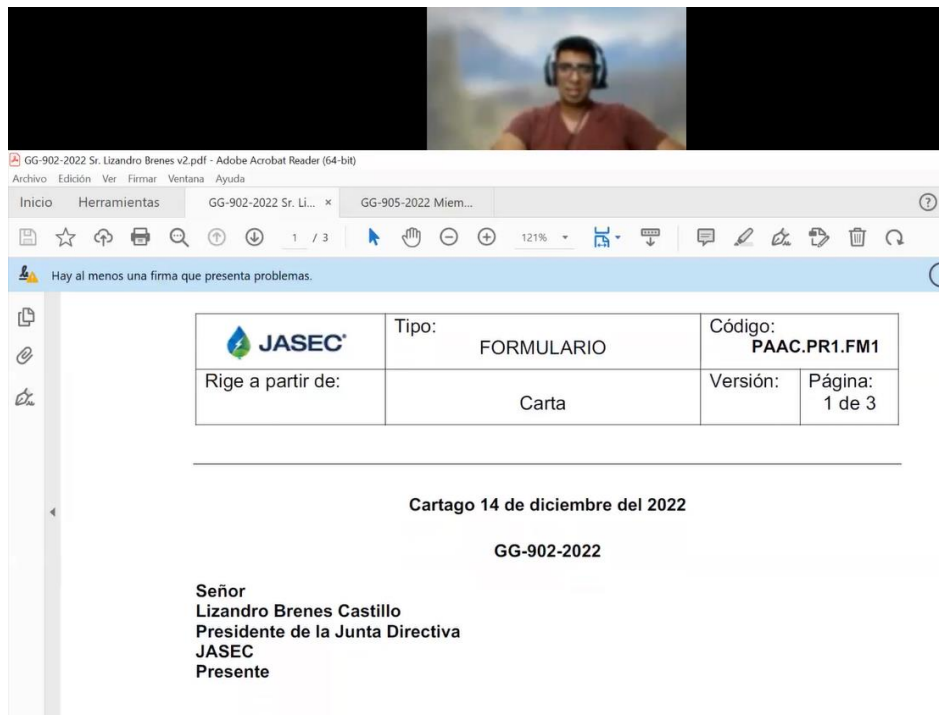 GG-902-2022 Sr. Lizandro Brenes v2.pdf - Adobe Acrobat Reader (64-bit)
Archivo Edición Ver Firmar Ventana Ayuda
Inicio Herramientas GG-902-2022 Sr. Li... × GG-905-2022 Miem...
1 / 3 121%
Hay al menos una firma que presenta problemas.
JASEC Tipo: FORMULARIO Código: PAAC.PR1.FM1
Rige a partir de: Carta Versión: Página: 1 de 3
Cartago 14 de diciembre del 2022
GG-902-2022
Señor
Lizandro Brenes Castillo
Presidente de la Junta Directiva
JASEC
Presente